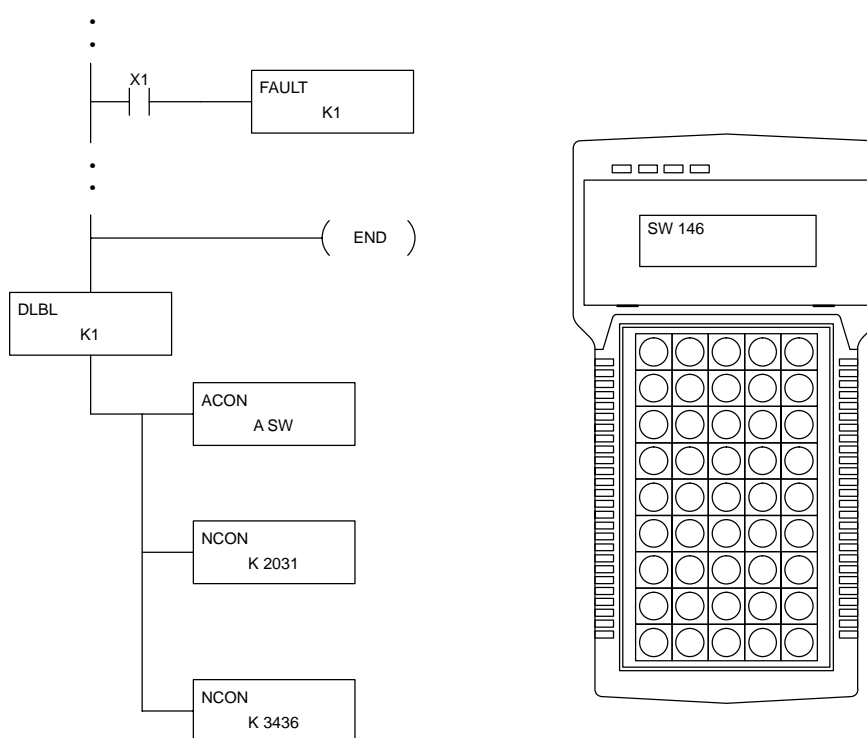 X1
FAULT
K1
SW 146
( END )
DLBL
K1
ACON
A SW
NCON
K 2031
NCON
K 3436